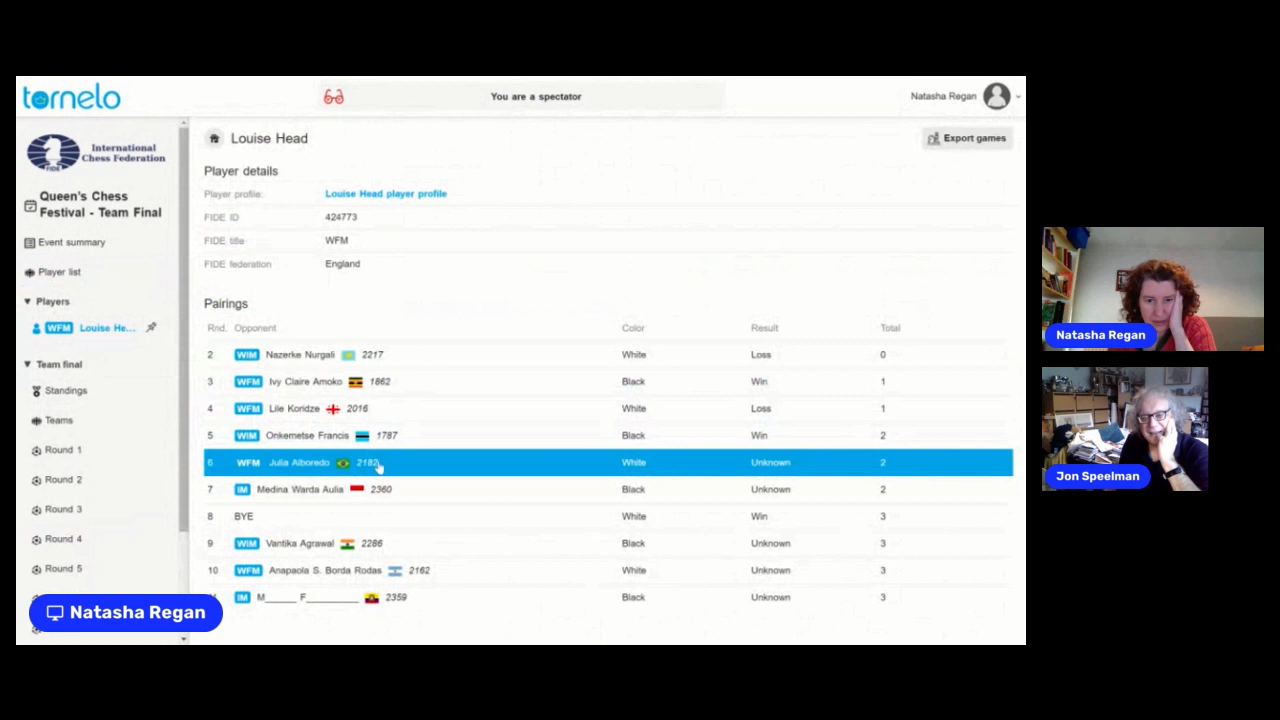 tornelo
You are a spectator
Natasha Regan
International
Chess Federation
FIDE
Queen's Chess
Festival - Team Final
Event summary
Player list
Players
WFM Louise He...
Team final
Standings
Teams
Round 1
Round 2
Round 3
Round 4
Round 5
Natasha Regan
Louise Head
Export games
Player details
Player profile: Louise Head player profile
FIDE ID 424773
FIDE title WFM
FIDE federation England
Pairings
Rnd. Opponent Color Result Total
2 WIM Nazerke Nurgali 2217 White Loss 0
3 WFM Ivy Claire Amoko 1862 Black Win 1
4 WFM Lile Koridze 2016 White Loss 1
5 WIM Onkemetse Francis 1787 Black Win 2
6 WFM Julia Alboredo 2182 White Unknown 2
7 IM Medina Warda Aulia 2360 Black Unknown 2
8 BYE White Win 3
9 WIM Vantika Agrawal 2286 Black Unknown 3
10 WFM Anapaola S. Borda Rodas 2162 White Unknown 3
IM M______ F__________ 2359 Black Unknown 3
Natasha Regan
Jon Speelman